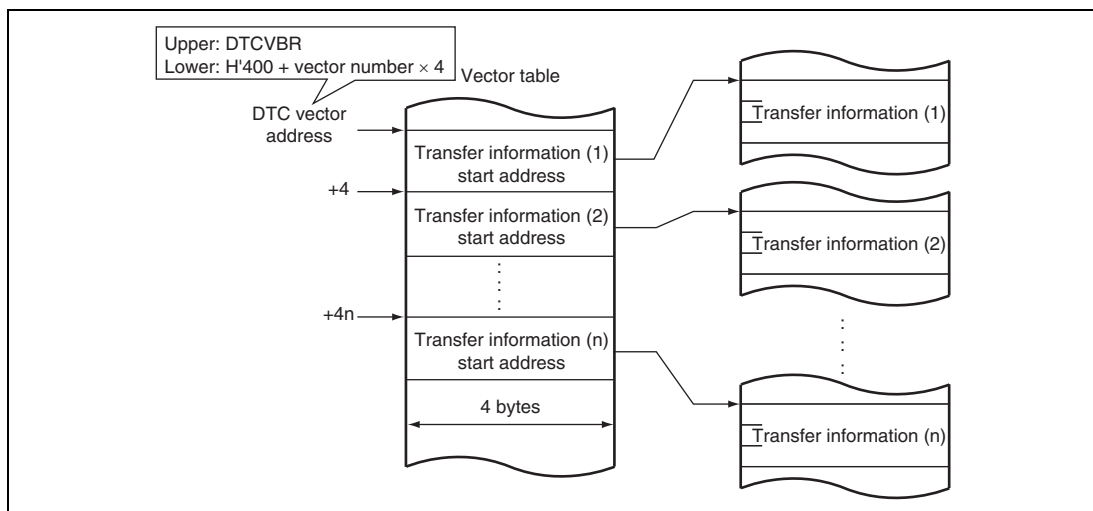 Upper: DTCVBR
Lower: H'400 + vector number × 4
Vector table
DTC vector
address
Transfer information (1)
start address
Transfer information (1)
+4
Transfer information (2)
start address
Transfer information (2)
+4n
Transfer information (n)
start address
4 bytes
Transfer information (n)